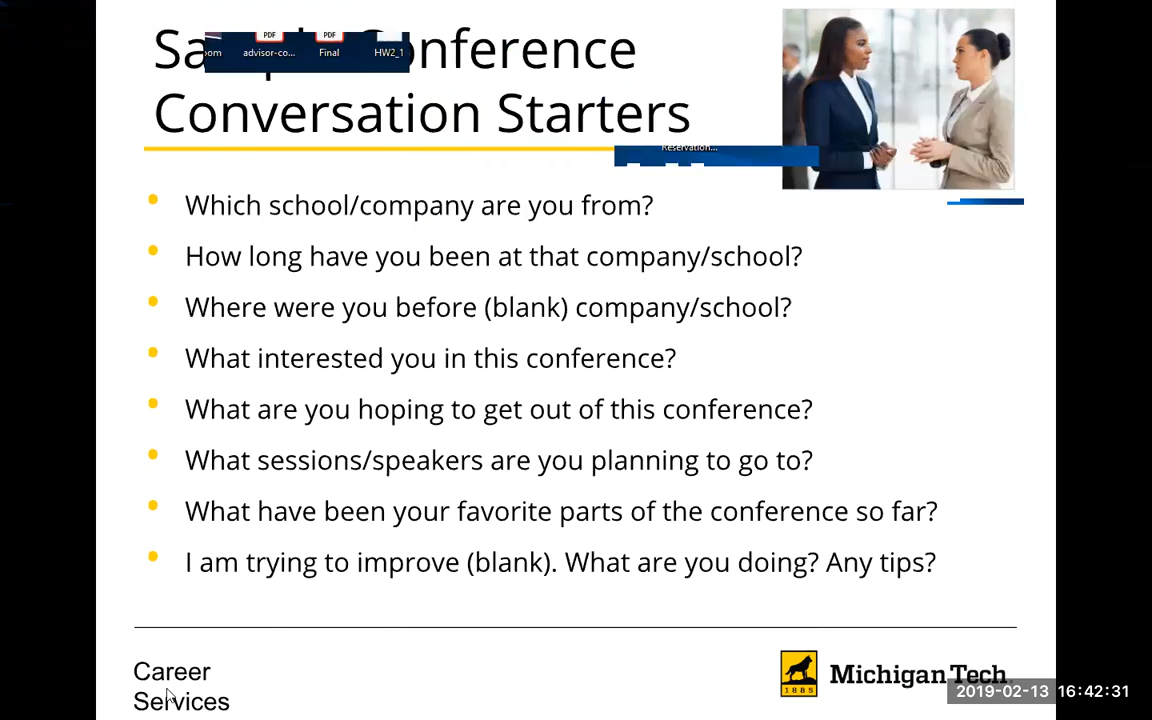 Sa onference
oom advisor-co... Final HW2_1
PDF PDF
Conversation Starters
Reservation...
Which school/company are you from?
How long have you been at that company/school?
Where were you before (blank) company/school?
What interested you in this conference?
What are you hoping to get out of this conference?
What sessions/speakers are you planning to go to?
What have been your favorite parts of the conference so far?
I am trying to improve (blank). What are you doing? Any tips?
Career
Services
1885
Michigan Tech
2019-02-13 16:42:31